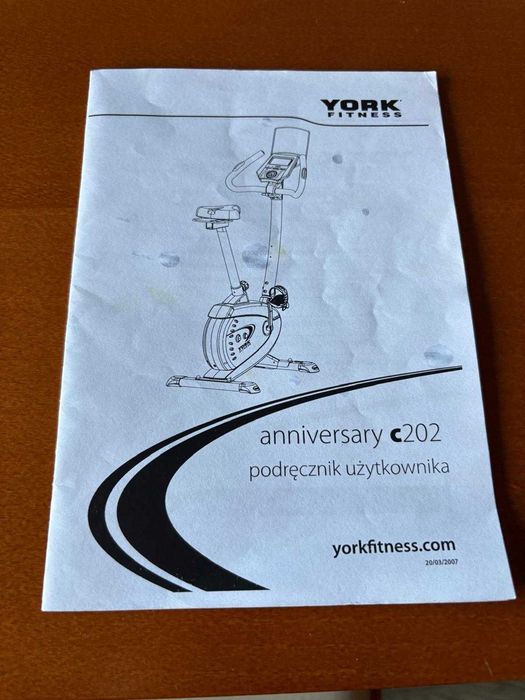 YORK
FITNESS
anniversary c202
podręcznik użytkownika
yorkfitness.com
20/03/2007